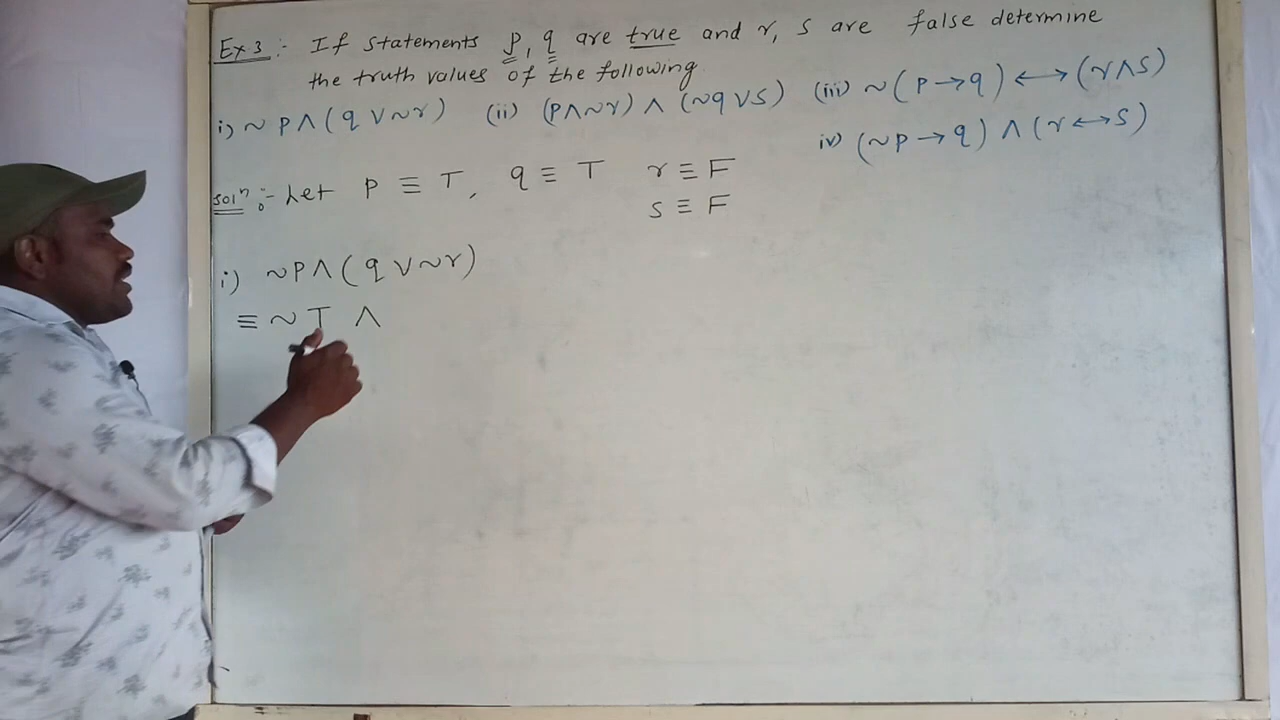 Ex 3 :- If statements p, q are true and r, s are false determine
the truth values of the following
i) ~ p ∧ ( q ∨ ~ r ) (ii) (p ∧ ~ r) ∧ (~ q ∨ s) (iii) ~ ( p → q ) ↔ (r ∧ s)
iv) (~ p → q) ∧ (r ↔ s)
Solⁿ :- Let p ≡ T, q ≡ T r ≡ F
s ≡ F
i) ~ p ∧ ( q ∨ ~ r )
≡ ~ T ∧